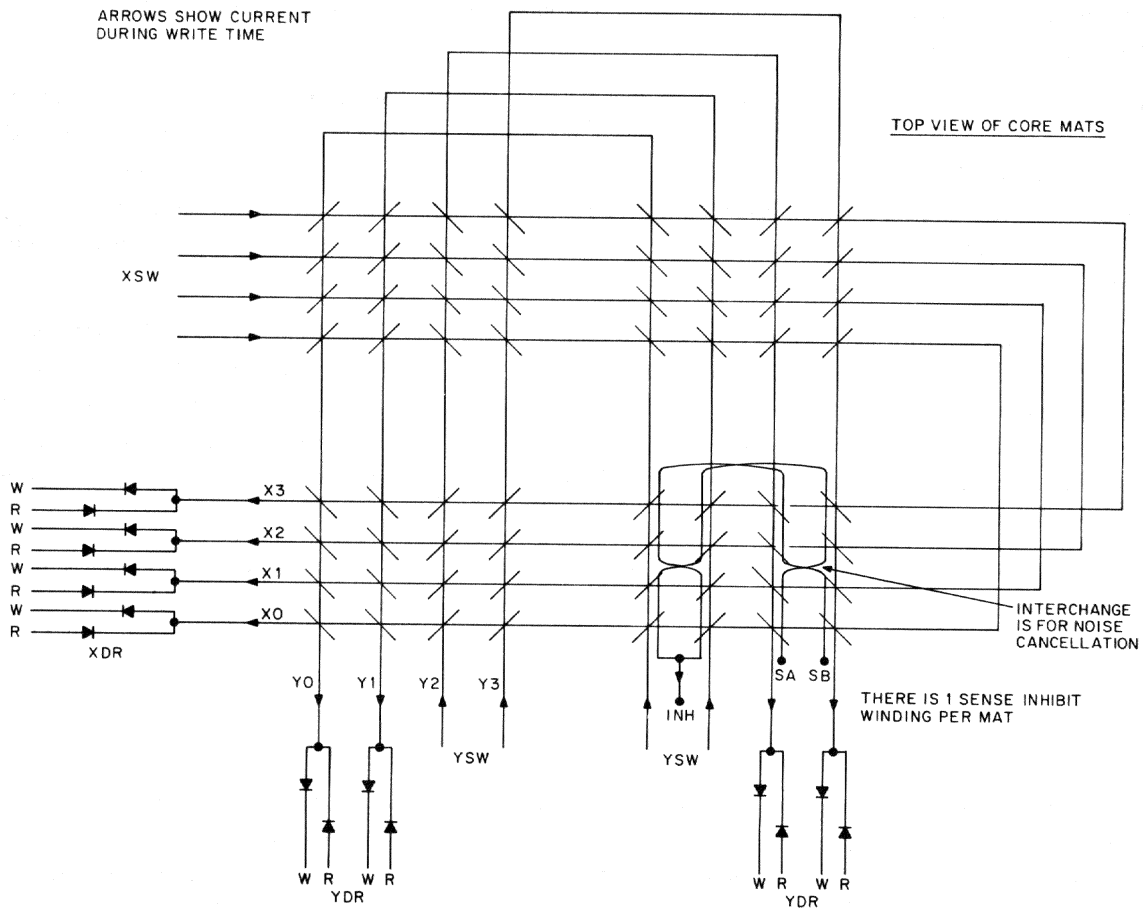 ARROWS SHOW CURRENT
DURING WRITE TIME
TOP VIEW OF CORE MATS
XSW
W
R
W
R
W
R
W
R
XDR
X3
X2
X1
X0
INTERCHANGE
IS FOR NOISE
CANCELLATION
Y0 Y1 Y2 Y3
SA SB
INH
THERE IS 1 SENSE INHIBIT
WINDING PER MAT
YSW
YSW
W R W R
YDR
W R W R
YDR